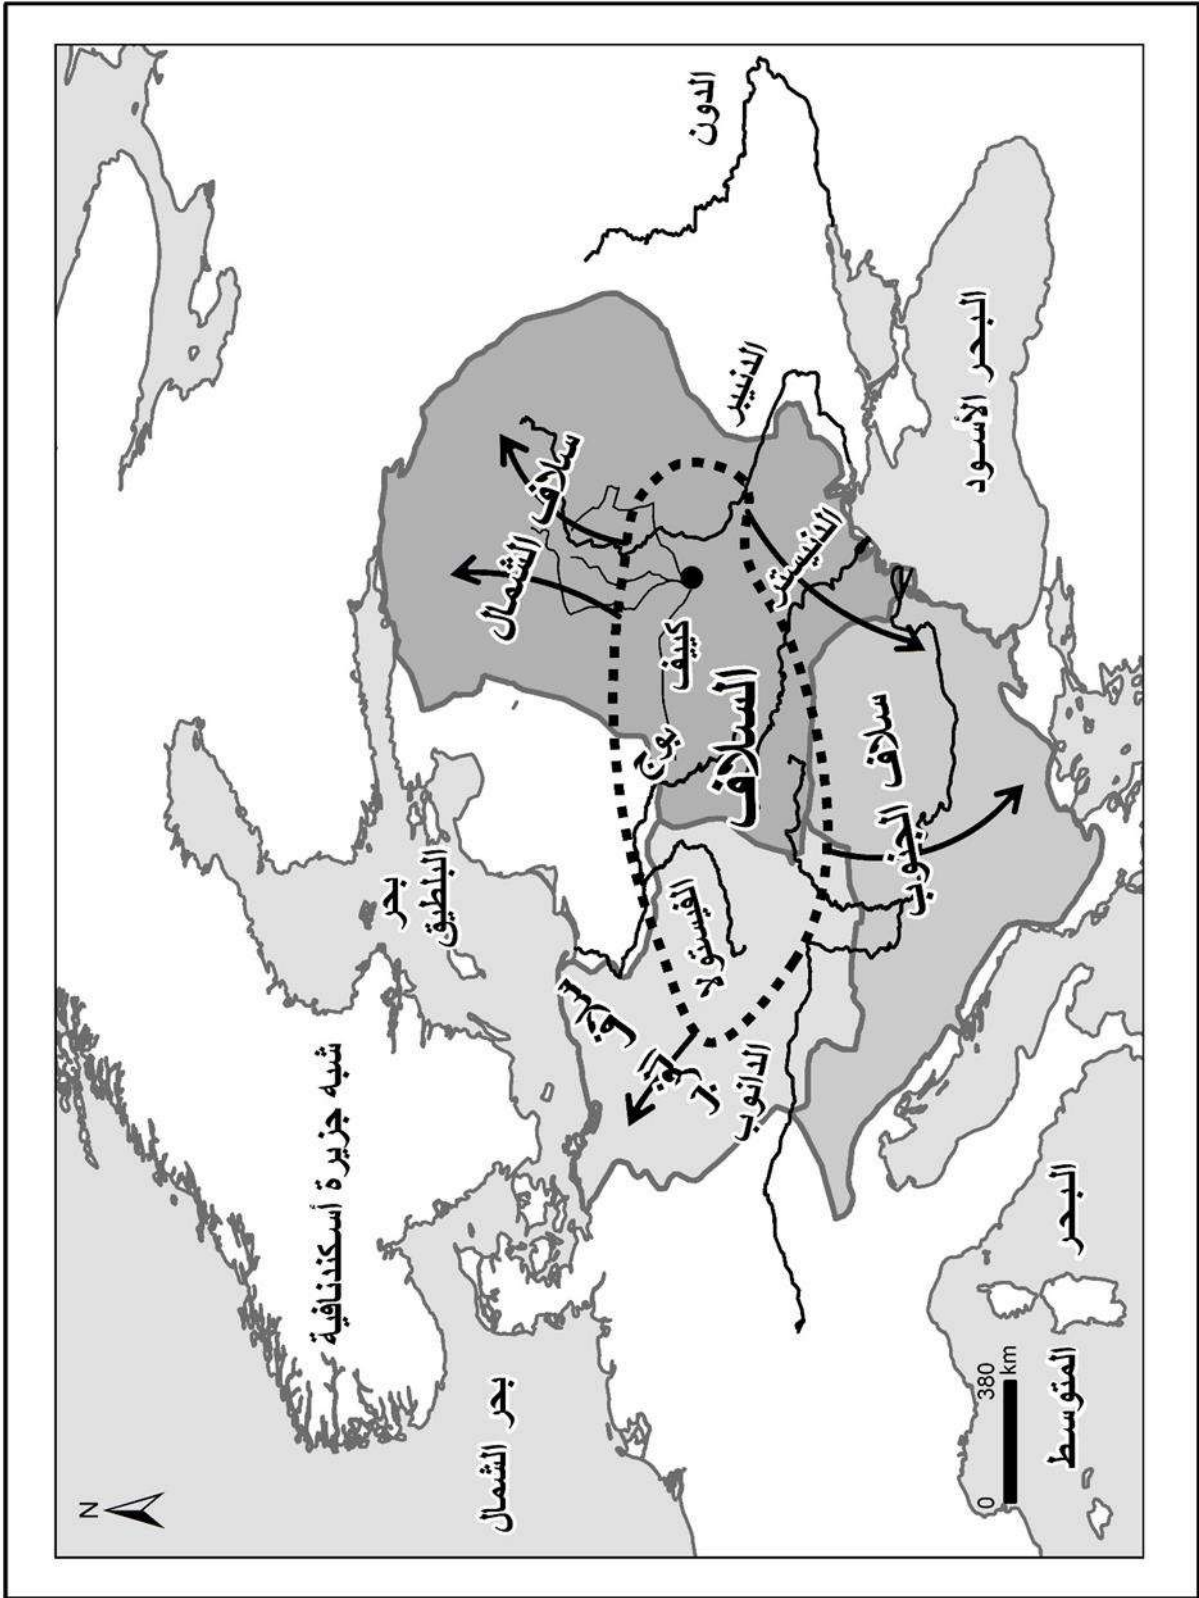 N
شبه جزيرة أسكندنافية
بحر
البلطيق
بحر الشمال
سلاف
الشمال
الدون
الدنيبر
كييف
بوج
السلاف
الدنيستر
الفيستولا
الدانوب
سلاف
الجنوب
البحر الأسود
البحر
المتوسط
0 380
km